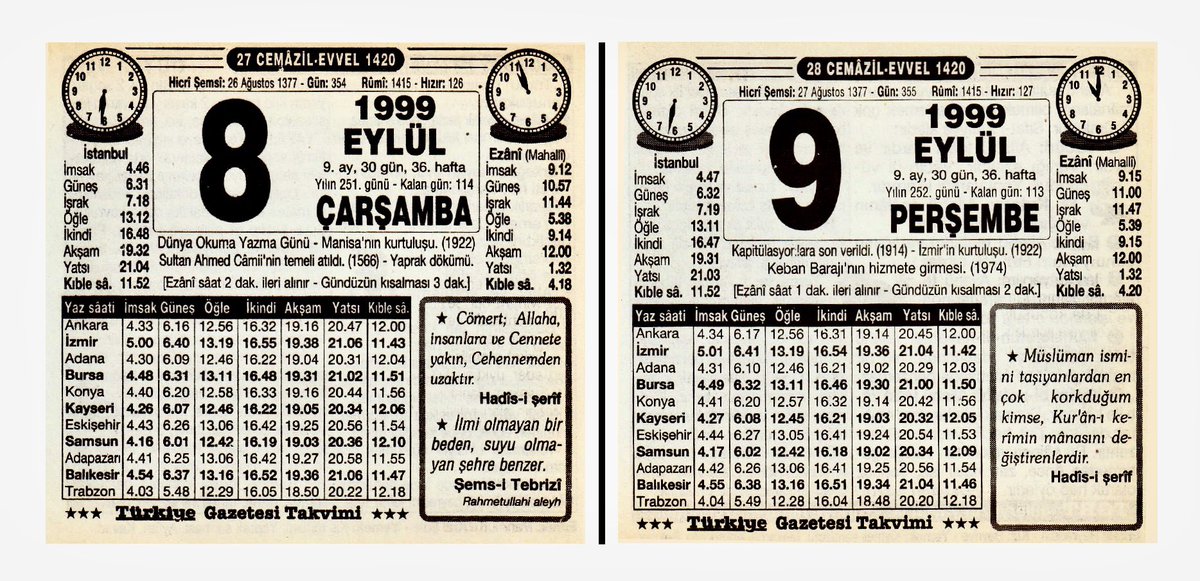 27 CEMÂZİL-EVVEL 1420
Hicrî Şemsî: 26 Ağustos 1377 - Gün: 354 Rûmî: 1415 - Hızır: 126
8
1999
EYLÜL
9. ay, 30 gün, 36. hafta
Yılın 251. günü - Kalan gün: 114
ÇARŞAMBA
İstanbul
İmsak 4.46
Güneş 6.31
İşrak 7.18
Öğle 13.12
İkindi 16.48
Akşam 19.32
Yatsı 21.04
Kıble sâ. 11.52
Ezânî (Mahallî)
İmsak 9.12
Güneş 10.57
İşrak 11.44
Öğle 5.38
İkindi 9.14
Akşam 12.00
Yatsı 1.32
Kıble sâ. 4.18
Dünya Okuma Yazma Günü - Manisa'nın kurtuluşu. (1922)
Sultan Ahmed Câmii'nin temeli atıldı. (1566) - Yaprak dökümü.
[Ezânî sâat 2 dak. ileri alınır - Gündüzün kısalması 3 dak.]
Yaz sâati İmsak Güneş Öğle İkindi Akşam Yatsı Kıble sâ.
Ankara 4.33 6.16 12.56 16.32 19.16 20.47 12.00
İzmir 5.00 6.40 13.19 16.55 19.38 21.06 11.43
Adana 4.30 6.09 12.46 16.22 19.04 20.31 12.04
Bursa 4.48 6.31 13.11 16.48 19.31 21.02 11.51
Konya 4.40 6.20 12.58 16.33 19.16 20.44 11.56
Kayseri 4.26 6.07 12.46 16.22 19.05 20.34 12.06
Eskişehir 4.43 6.26 13.06 16.42 19.25 20.56 11.54
Samsun 4.16 6.01 12.42 16.19 19.03 20.36 12.10
Adapazarı 4.41 6.25 13.06 16.42 19.27 20.58 11.55
Balıkesir 4.54 6.37 13.16 16.52 19.36 21.06 11.47
Trabzon 4.03 5.48 12.29 16.05 18.50 20.22 12.18
★ Cömert; Allaha,
insanlara ve Cennete
yakın, Cehennemden
uzaktır.
Hadîs-i şerîf
★ İlmi olmayan bir
beden, suyu olma-
yan şehre benzer.
Şems-i Tebrizî
Rahmetullahi aleyh
★★★ Türkiye Gazetesi Takvimi ★★★
28 CEMÂZİL-EVVEL 1420
Hicrî Şemsî: 27 Ağustos 1377 - Gün: 355 Rûmî: 1415 - Hızır: 127
9
1999
EYLÜL
9. ay, 30 gün, 36. hafta
Yılın 252. günü - Kalan gün: 113
PERŞEMBE
İstanbul
İmsak 4.47
Güneş 6.32
İşrak 7.19
Öğle 13.11
İkindi 16.47
Akşam 19.31
Yatsı 21.03
Kıble sâ. 11.52
Ezânî (Mahallî)
İmsak 9.15
Güneş 11.00
İşrak 11.47
Öğle 5.39
İkindi 9.15
Akşam 12.00
Yatsı 1.32
Kıble sâ. 4.20
Kapitülasyorlara son verildi. (1914) - İzmir'in kurtuluşu. (1922)
Keban Barajı'nın hizmete girmesi. (1974)
[Ezânî sâat 1 dak. ileri alınır - Gündüzün kısalması 2 dak.]
Yaz sâati İmsak Güneş Öğle İkindi Akşam Yatsı Kıble sâ.
Ankara 4.34 6.17 12.56 16.31 19.14 20.45 12.00
İzmir 5.01 6.41 13.19 16.54 19.36 21.04 11.42
Adana 4.31 6.10 12.46 16.21 19.02 20.29 12.03
Bursa 4.49 6.32 13.11 16.46 19.30 21.00 11.50
Konya 4.41 6.20 12.57 16.32 19.14 20.42 11.56
Kayseri 4.27 6.08 12.45 16.21 19.03 20.32 12.05
Eskişehir 4.44 6.27 13.05 16.41 19.24 20.54 11.53
Samsun 4.17 6.02 12.42 16.18 19.02 20.34 12.09
Adapazarı 4.42 6.26 13.06 16.41 19.25 20.56 11.54
Balıkesir 4.55 6.38 13.16 16.51 19.34 21.04 11.46
Trabzon 4.04 5.49 12.28 16.04 18.48 20.20 12.18
★ Müslüman ismi-
ni taşıyanlardan en
çok korkduğum
kimse, Kur'ân-ı ke-
rîmin mânasını de-
ğiştirenlerdir.
Hadîs-i şerîf
★★★ Türkiye Gazetesi Takvimi ★★★